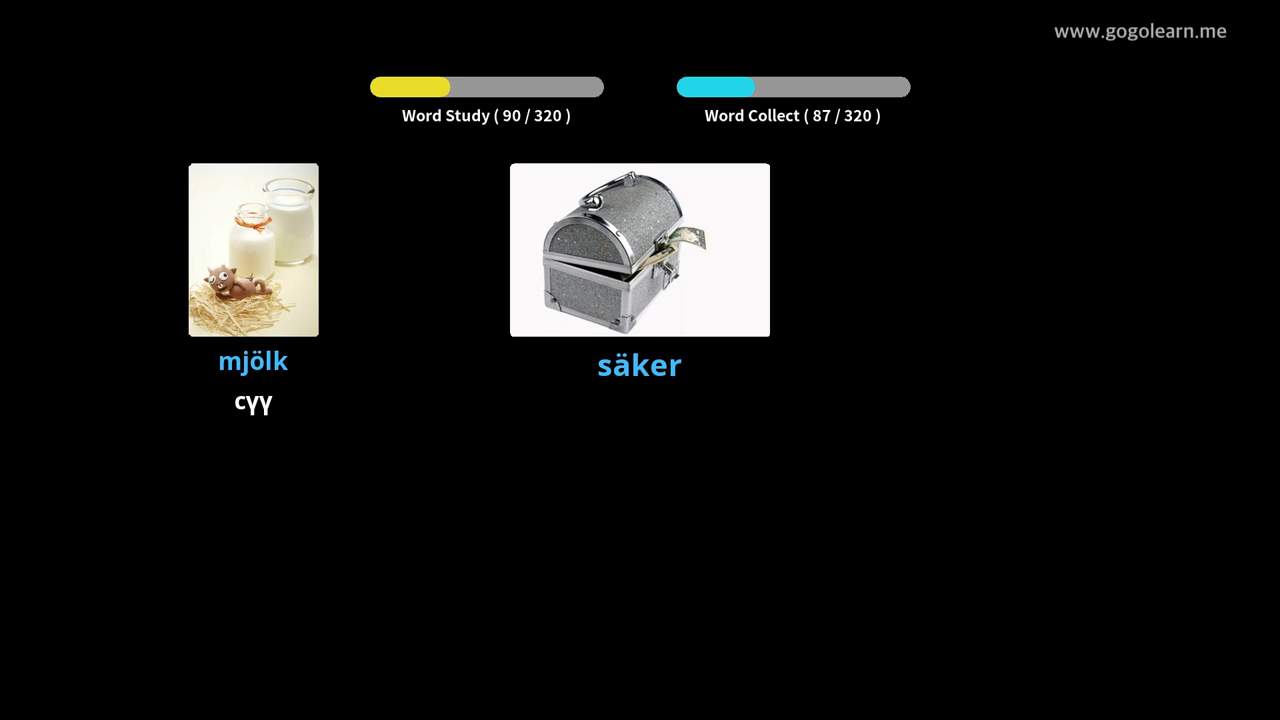 www.gogolearn.me
Word Study ( 90 / 320 )
Word Collect ( 87 / 320 )
mjölk
сүү
säker